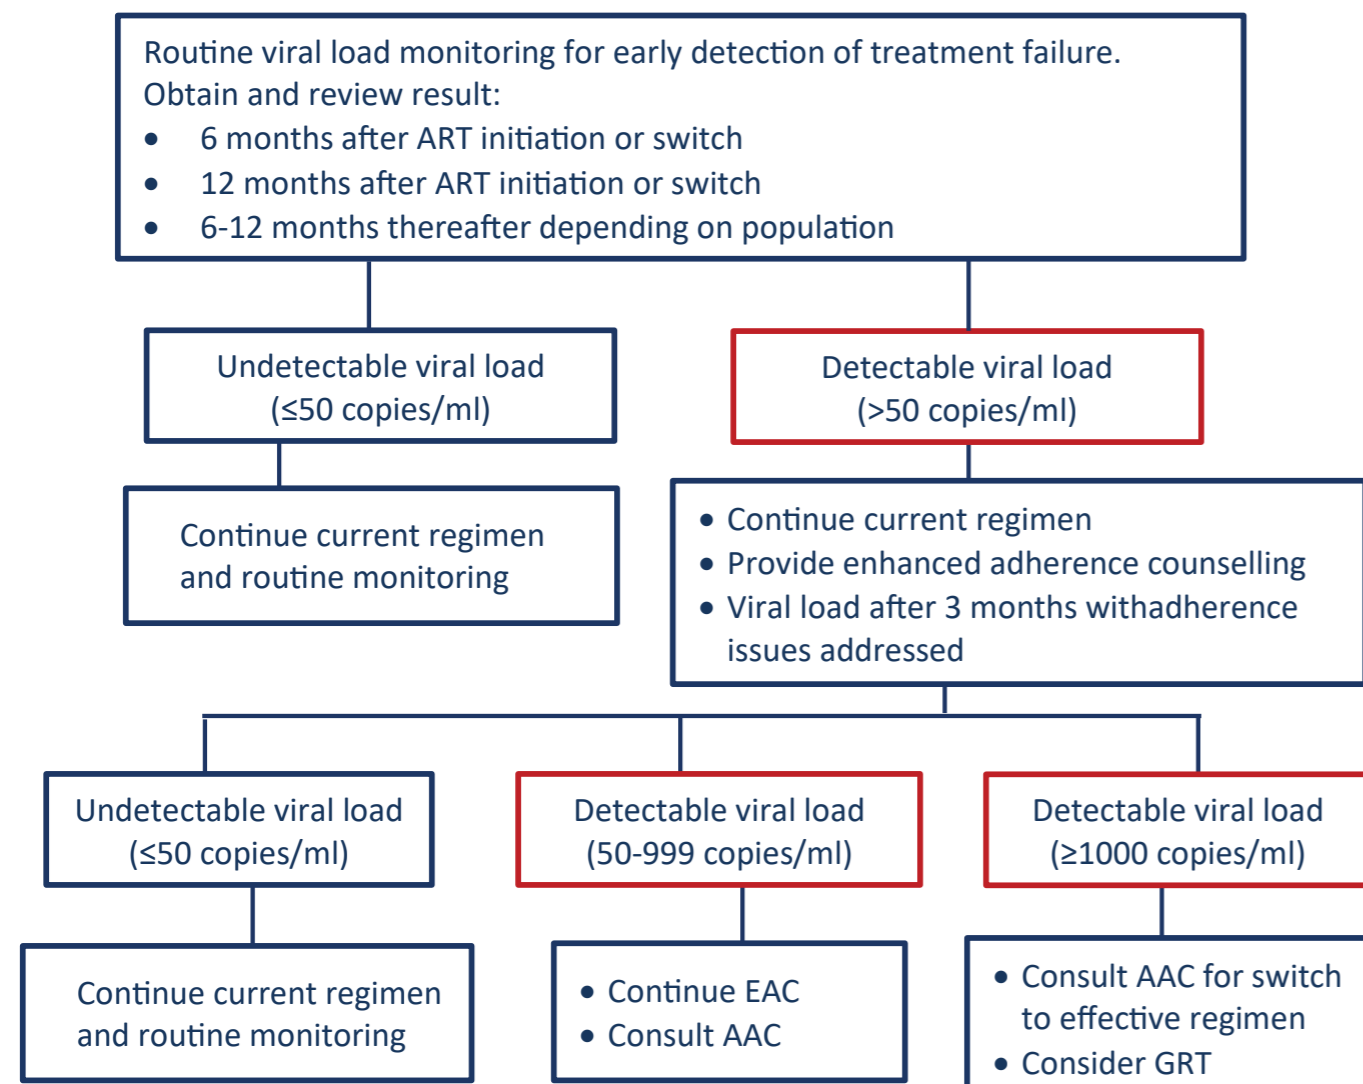 Routine viral load monitoring for early detection of treatment failure.
Obtain and review result:
• 6 months after ART initiation or switch
• 12 months after ART initiation or switch
• 6-12 months thereafter depending on population
Undetectable viral load
(≤50 copies/ml)
Detectable viral load
(>50 copies/ml)
Continue current regimen
and routine monitoring
• Continue current regimen
• Provide enhanced adherence counselling
• Viral load after 3 months withadherence
issues addressed
Undetectable viral load
(≤50 copies/ml)
Detectable viral load
(50-999 copies/ml)
Detectable viral load
(≥1000 copies/ml)
Continue current regimen
and routine monitoring
• Continue EAC
• Consult AAC
• Consult AAC for switch
to effective regimen
• Consider GRT